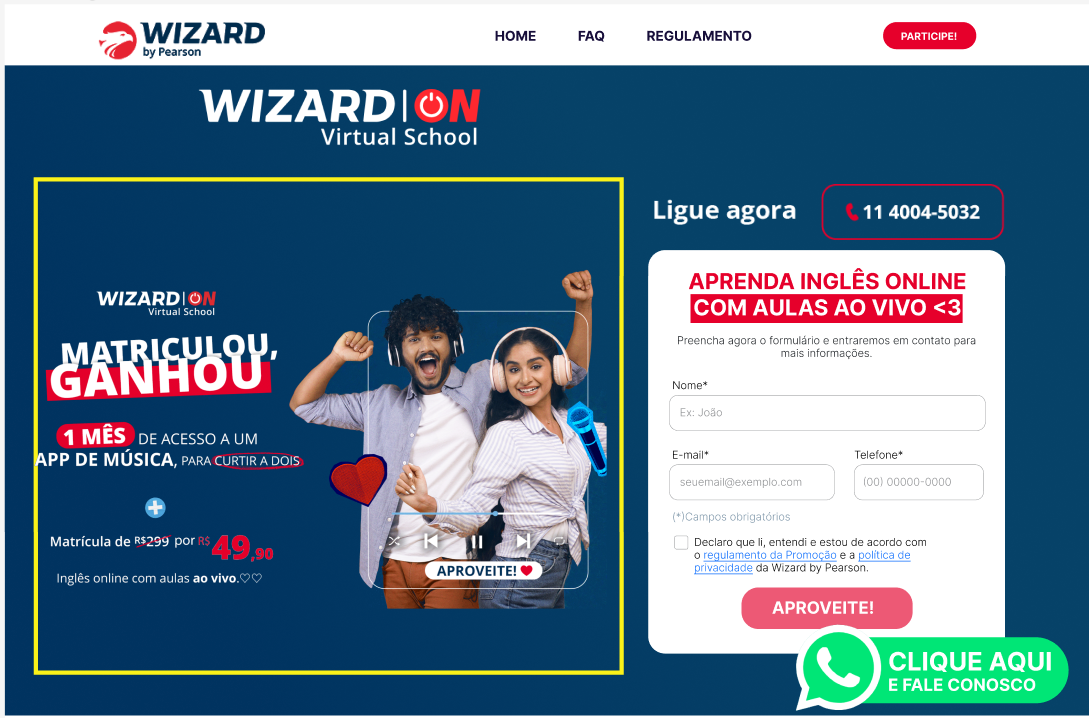 WIZARD
by Pearson
HOME FAQ REGULAMENTO
PARTICIPE!
WIZARD ON
Virtual School
WIZARD ON
Virtual School
MATRICULOU,
GANHOU
1 MÊS DE ACESSO A UM
APP DE MÚSICA, PARA CURTIR A DOIS
Matrícula de R$299 por R$ 49,90
Inglês online com aulas ao vivo.♡♡
APROVEITE!
Ligue agora
11 4004-5032
APRENDA INGLÊS ONLINE
COM AULAS AO VIVO <3
Preencha agora o formulário e entraremos em contato para
mais informações.
Nome*
Ex: João
E-mail* Telefone*
seuemail@exemplo.com (00) 00000-0000
(*)Campos obrigatórios
Declaro que li, entendi e estou de acordo com
o regulamento da Promoção e a política de
privacidade da Wizard by Pearson.
APROVEITE!
CLIQUE AQUI
E FALE CONOSCO